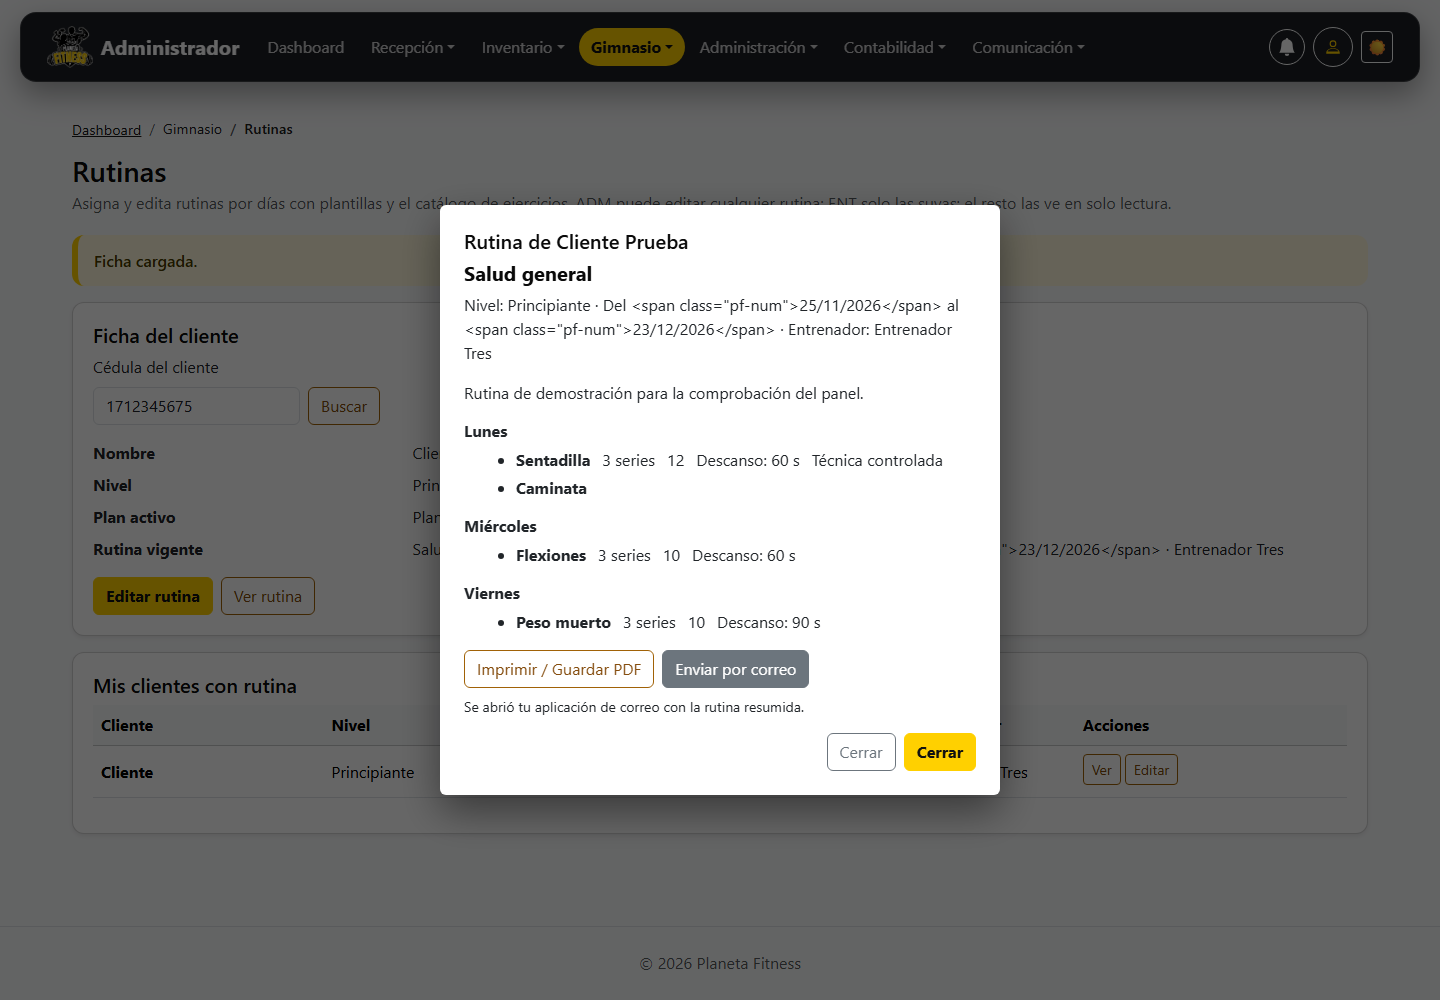 Administrador
Dashboard
Recepción
Inventario
Gimnasio
Administración
Contabilidad
Comunicación
Dashboard / Gimnasio / Rutinas
Rutinas
Asigna y edita rutinas por días con plantillas y el catálogo de ejercicios. ADM puede editar cualquier rutina; ENT solo las suyas; el resto las ve en solo lectura.
Ficha cargada.
Ficha del cliente
Cédula del cliente
1712345675
Buscar
Nombre
Clie
Nivel
Prin
Plan activo
Plan
Rutina vigente
Salu
">23/12/2026</span> · Entrenador Tres
Editar rutina
Ver rutina
Mis clientes con rutina
Cliente
Nivel
Acciones
Cliente
Principiante
Tres
Ver
Editar
Rutina de Cliente Prueba
Salud general
Nivel: Principiante · Del <span class="pf-num">25/11/2026</span> al
<span class="pf-num">23/12/2026</span> · Entrenador: Entrenador
Tres
Rutina de demostración para la comprobación del panel.
Lunes
• Sentadilla 3 series 12 Descanso: 60 s Técnica controlada
• Caminata
Miércoles
• Flexiones 3 series 10 Descanso: 60 s
Viernes
• Peso muerto 3 series 10 Descanso: 90 s
Imprimir / Guardar PDF
Enviar por correo
Se abrió tu aplicación de correo con la rutina resumida.
Cerrar
Cerrar
© 2026 Planeta Fitness